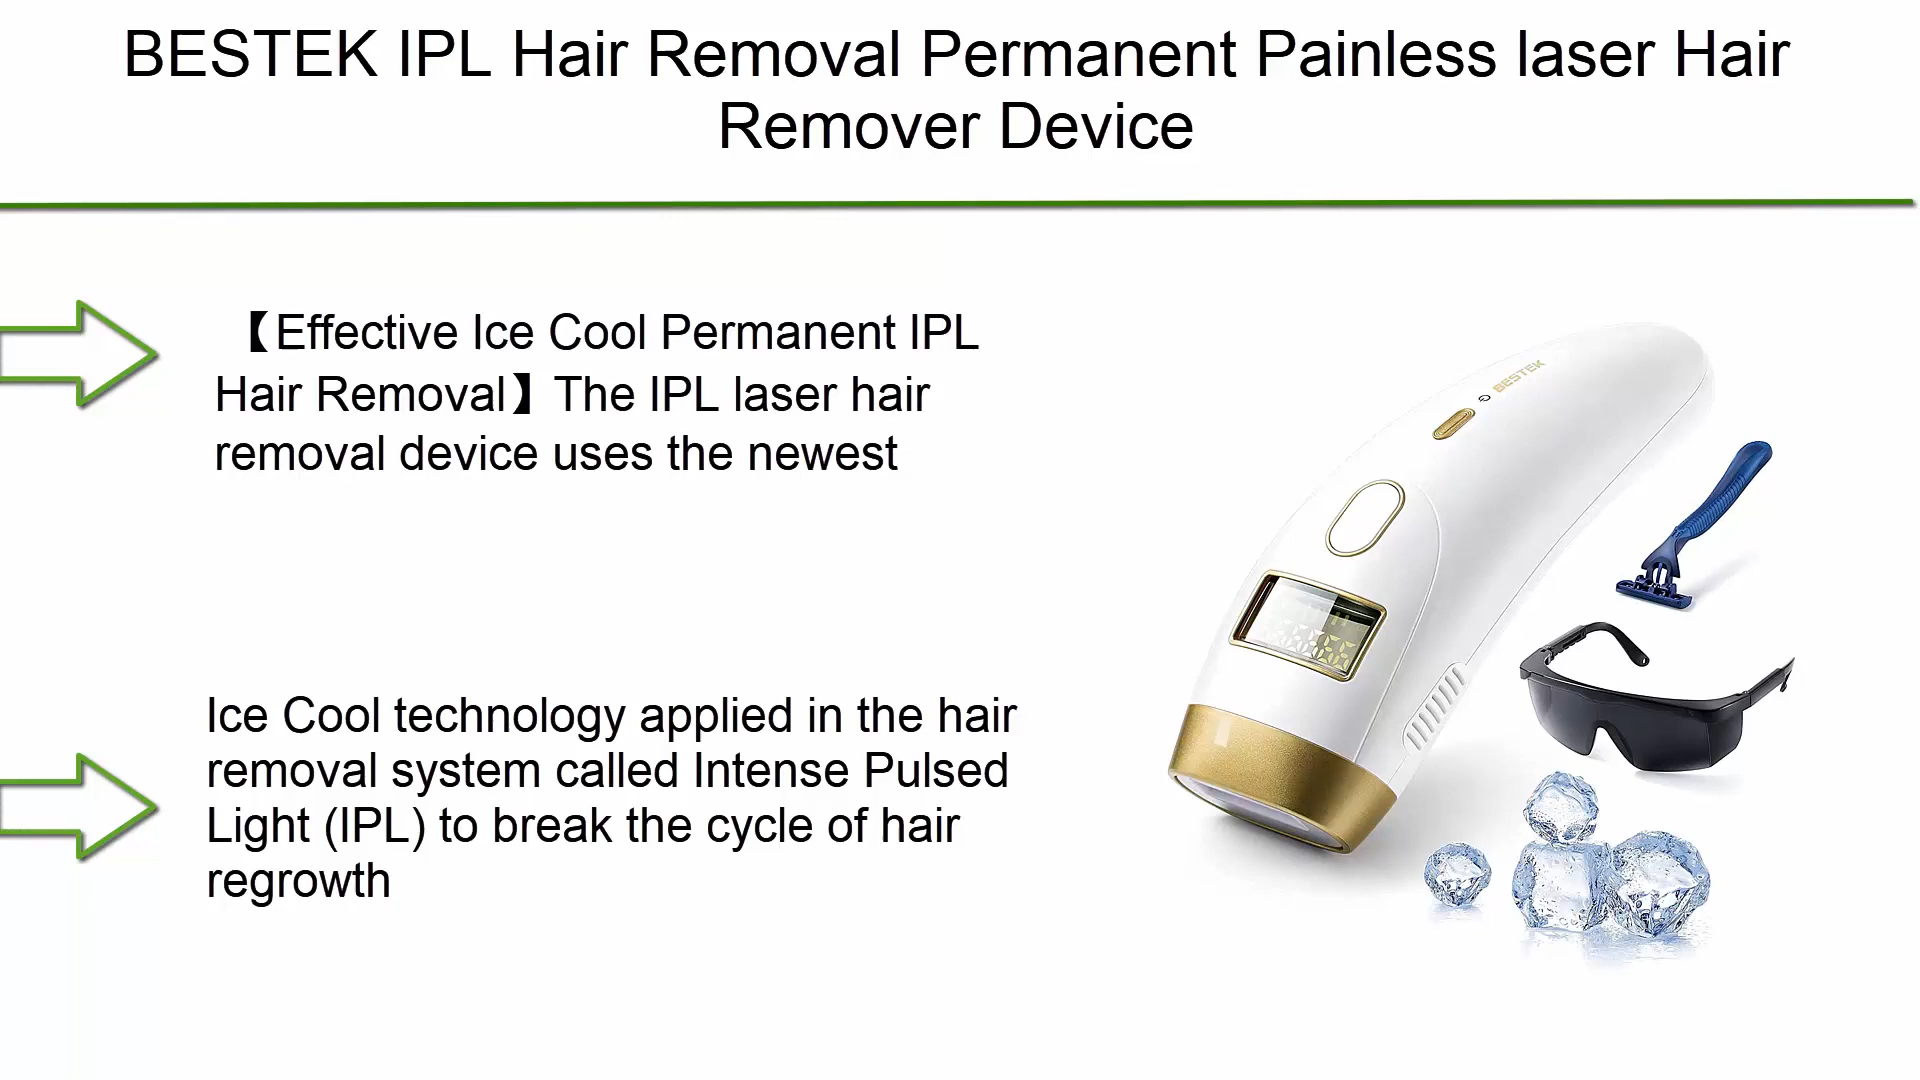 BESTEK IPL Hair Removal Permanent Painless laser Hair
Remover Device
【Effective Ice Cool Permanent IPL
Hair Removal】The IPL laser hair
removal device uses the newest
Ice Cool technology applied in the hair
removal system called Intense Pulsed
Light (IPL) to break the cycle of hair
regrowth
BESTEK